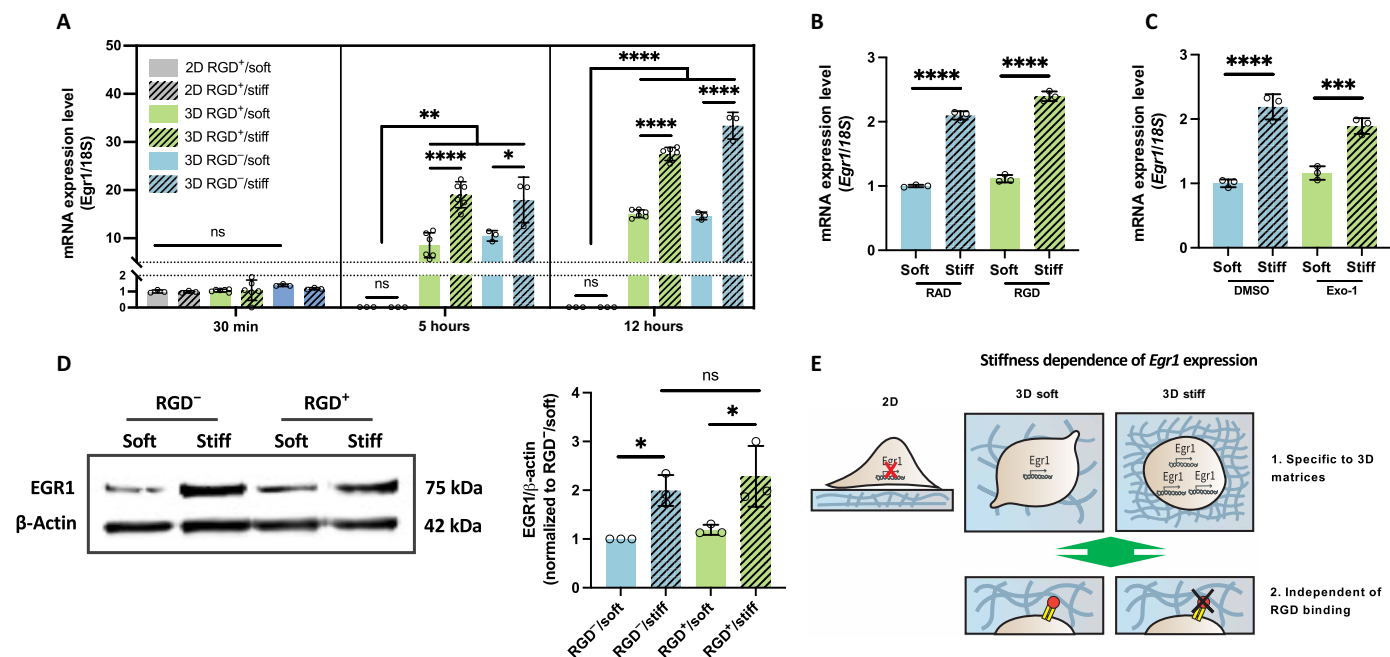 A
mRNA expression level
(Egr1/18S)
50
40
30
20
10
2
1
0
2D RGD⁺/soft
2D RGD⁺/stiff
3D RGD⁺/soft
3D RGD⁺/stiff
3D RGD⁻/soft
3D RGD⁻/stiff
ns
30 min
**
****
*
ns
5 hours
****
****
****
ns
12 hours
B
mRNA expression level
(Egr1/18S)
3
2
1
0
****
****
Soft Stiff Soft Stiff
RAD RGD
C
mRNA expression level
(Egr1/18S)
3
2
1
0
****
***
Soft Stiff Soft Stiff
DMSO Exo-1
D
RGD⁻ RGD⁺
Soft Stiff Soft Stiff
EGR1 75 kDa
β-Actin 42 kDa
EGR1/β-actin
(normalized to RGD⁻/soft)
4
3
2
1
0
ns
*
*
RGD⁻/soft
RGD⁻/stiff
RGD⁺/soft
RGD⁺/stiff
E
Stiffness dependence of Egr1 expression
2D 3D soft 3D stiff
Egr1
Egr1
Egr1
Egr1 Egr1
1. Specific to 3D
matrices
2. Independent of
RGD binding